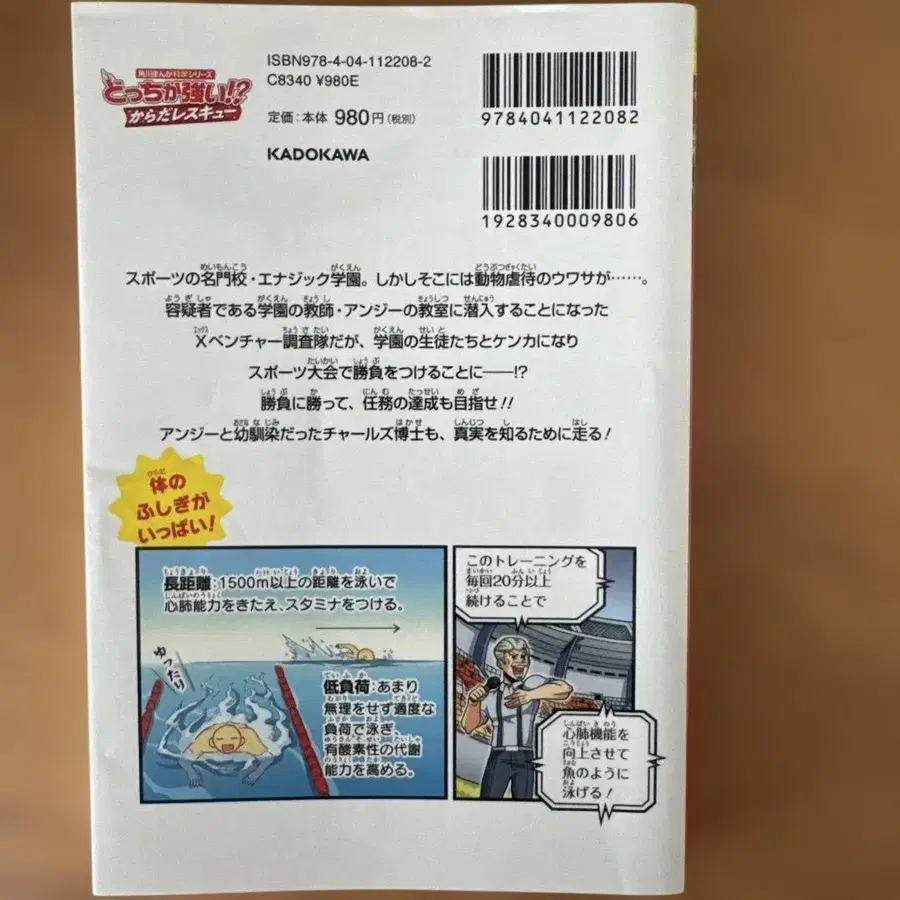 角川まんが科学シリーズ
どっちが強い!?
からだレスキュー
ISBN978-4-04-112208-2
C8340 ¥980E
定価:本体 980円(税別)
KADOKAWA
9784041122082
1928340009806
スポーツの名門校・エナジック学園。しかしそこには動物虐待のウワサが……。
容疑者である学園の教師・アンジーの教室に潜入することになった
Xベンチャー調査隊だが、学園の生徒たちとケンカになり
スポーツ大会で勝負をつけることに――!?
勝負に勝って、任務の達成も目指せ!!
アンジーと幼馴染だったチャールズ博士も、真実を知るために走る!
体の
ふしぎが
いっぱい!
長距離:1500m以上の距離を泳いで
心肺能力をきたえ、スタミナをつける。
ゆったり
低負荷:あまり
無理をせず適度な
負荷で泳ぎ、
有酸素性の代謝
能力を高める。
このトレーニングを
毎回20分以上
続けることで
心肺機能を
向上させて
魚のように
泳げる!